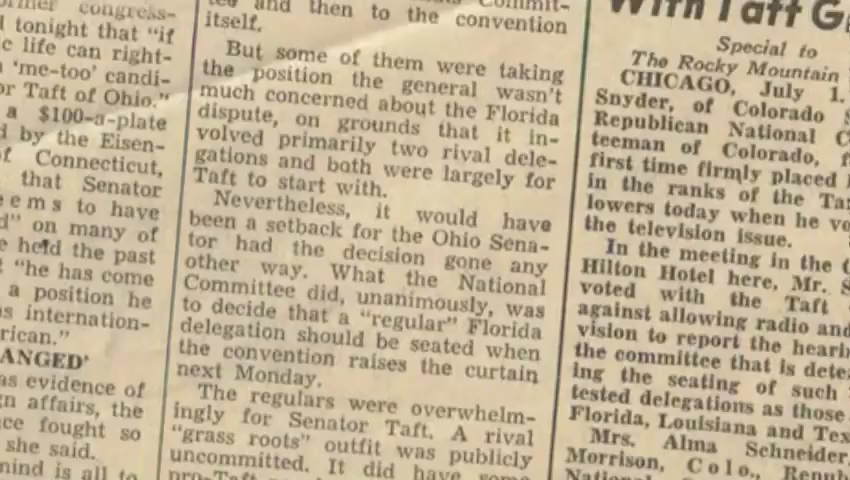 congress-
tonight that "if
c life can right-
'me-too' candi-
or Taft of Ohio."
a $100-a-plate
d by the Eisen-
of Connecticut,
that Senator
eems to have
d" on many of
e held the past
"he has come
a position he
as internation-
rican."
ANGED'
as evidence of
gn affairs, the
ce fought so
she said.
mind is all to
and then to the convention
itself.
But some of them were taking
the position the general wasn't
much concerned about the Florida
dispute, on grounds that it in-
volved primarily two rival dele-
gations and both were largely for
Taft to start with.
Nevertheless, it would have
been a setback for the Ohio Sena-
tor had the decision gone any
other way. What the National
Committee did, unanimously, was
to decide that a "regular" Florida
delegation should be seated when
the convention raises the curtain
next Monday.
The regulars were overwhelm-
ingly for Senator Taft. A rival
"grass roots" outfit was publicly
uncommitted. It did have some
pro-Taft
With Taft G
Special to
The Rocky Mountain
CHICAGO, July 1.
Snyder, of Colorado S
Republican National C
teeman of Colorado, f
first time firmly placed
in the ranks of the Ta
lowers today when he vo
the television issue.
In the meeting in the C
Hilton Hotel here, Mr. S
voted with the Taft
against allowing radio and
vision to report the heari
the committee that is dete
ing the seating of such
tested delegations as those
Florida, Louisiana and Tex
Mrs. Alma Schneider,
Morrison, Colo., Repub
National